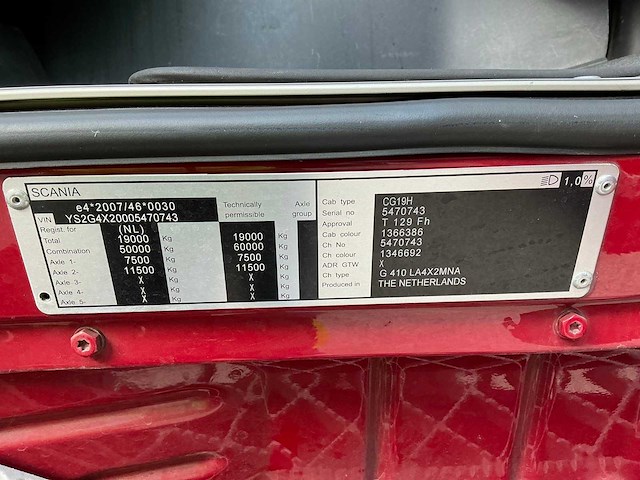 SCANIA
e4*2007/46*0030
VIN YS2G4X20005470743
Technically permissible
Axle group
Regist. for (NL)
Total 19000 Kg 19000 Kg
Combination 50000 Kg 60000 Kg
Axle 1- 7500 Kg 7500 Kg
Axle 2- 11500 Kg 11500 Kg
Axle -3- X Kg X Kg
Axle 4- X Kg X Kg
Axle 5- X Kg X Kg
1,0%
Cab type CG19H
Serial no 5470743
Approval T 129 Fh
Cab colour 1366386
Ch. No 5470743
Ch colour 1346692
ADR GTW X
Ch type G 410 LA4X2MNA
Produced in THE NETHERLANDS